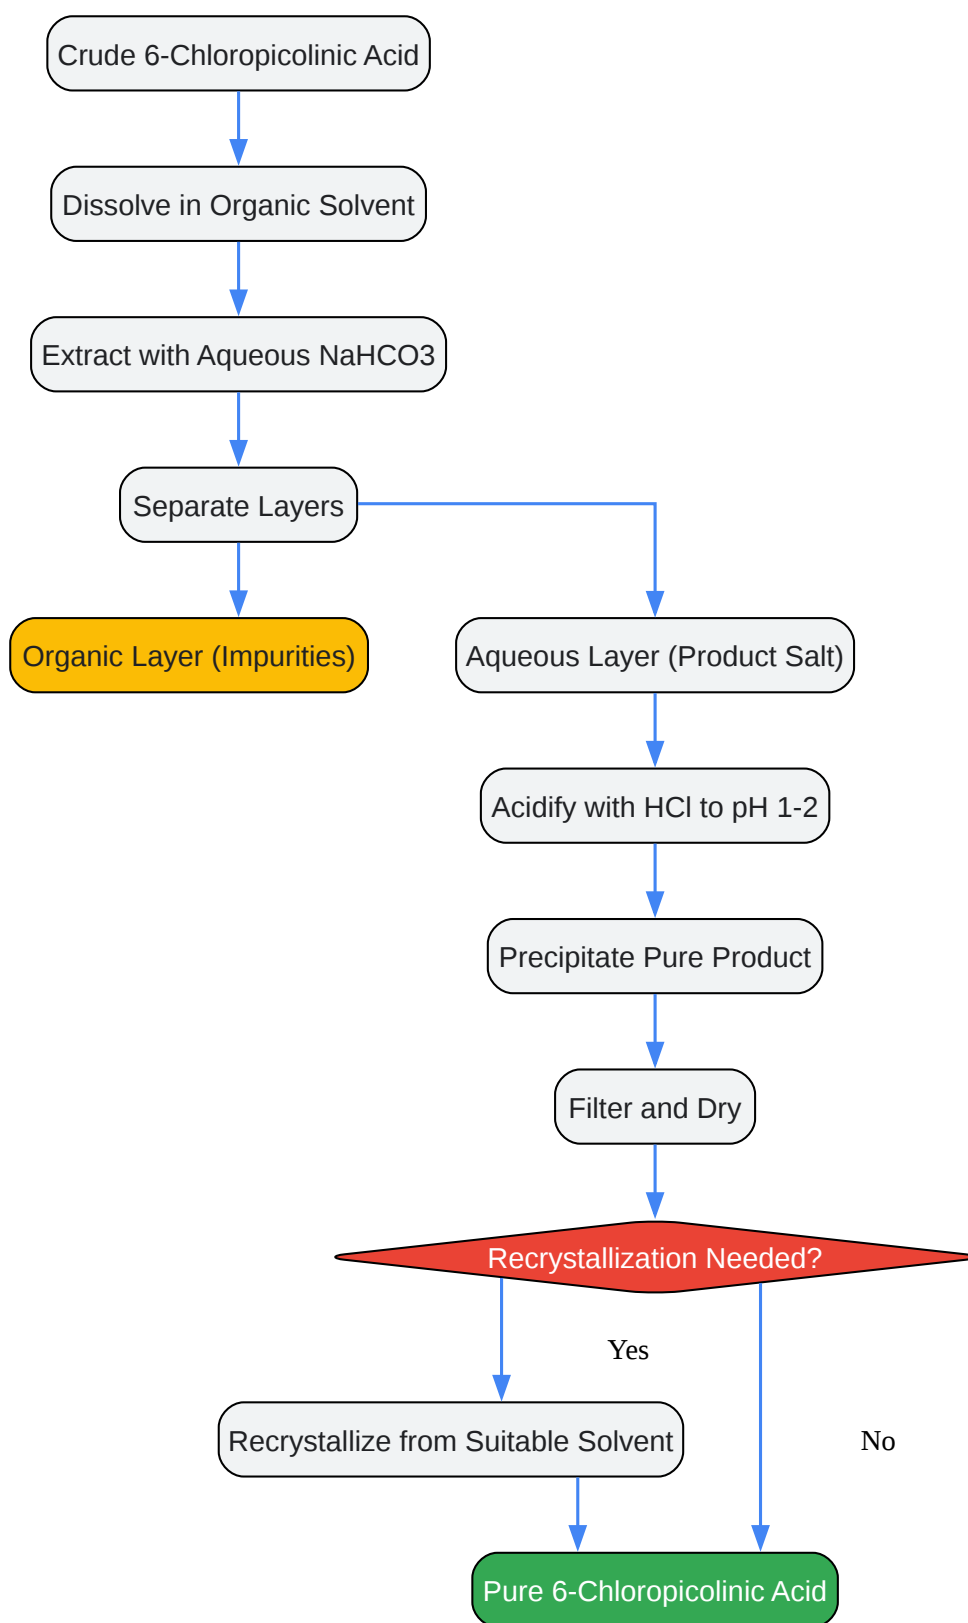 Crude 6-Chloropicolinic Acid
Dissolve in Organic Solvent
Extract with Aqueous NaHCO3
Separate Layers
Organic Layer (Impurities)
Aqueous Layer (Product Salt)
Acidify with HCl to pH 1-2
Precipitate Pure Product
Filter and Dry
Recrystallization Needed?
Yes
Recrystallize from Suitable Solvent
No
Pure 6-Chloropicolinic Acid